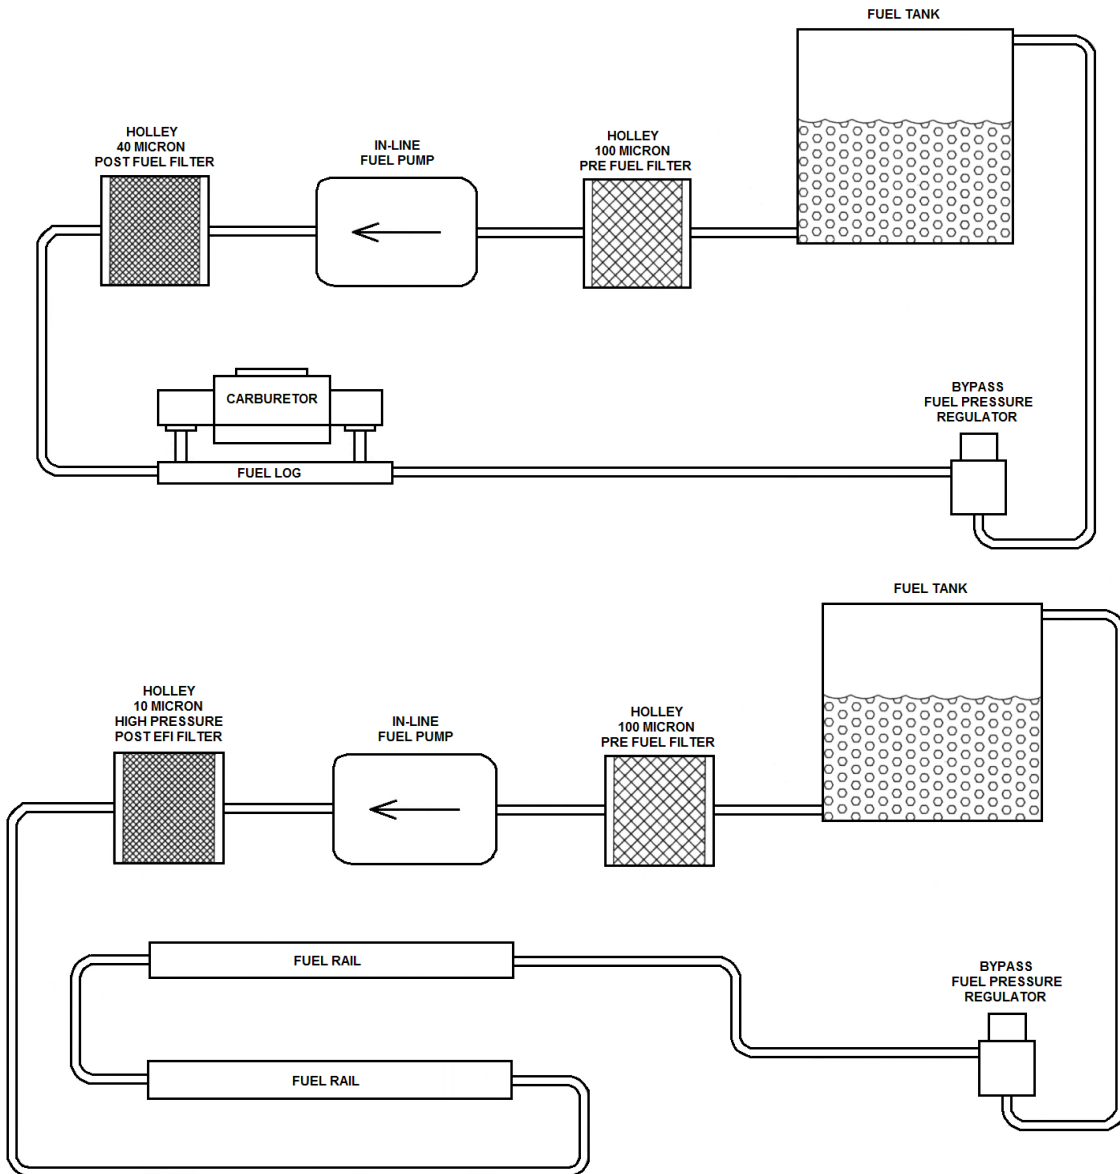 FUEL TANK
HOLLEY
40 MICRON
POST FUEL FILTER
IN-LINE
FUEL PUMP
HOLLEY
100 MICRON
PRE FUEL FILTER
CARBURETOR
FUEL LOG
BYPASS
FUEL PRESSURE
REGULATOR
FUEL TANK
HOLLEY
10 MICRON
HIGH PRESSURE
POST EFI FILTER
IN-LINE
FUEL PUMP
HOLLEY
100 MICRON
PRE FUEL FILTER
FUEL RAIL
BYPASS
FUEL PRESSURE
REGULATOR
FUEL RAIL